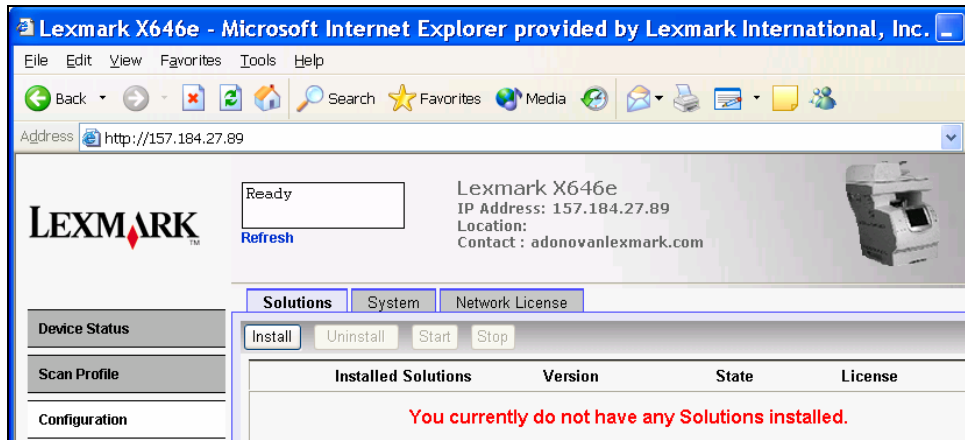 Lexmark X646e - Microsoft Internet Explorer provided by Lexmark International, Inc.
File Edit View Favorites Tools Help
Back Search Favorites Media
Address http://157.184.27.89
LEXMARK TM
Ready
Refresh
Lexmark X646e
IP Address: 157.184.27.89
Location:
Contact : adonovanlexmark.com
Solutions System Network License
Device Status
Install Uninstall Start Stop
Scan Profile
Installed Solutions Version State License
Configuration
You currently do not have any Solutions installed.